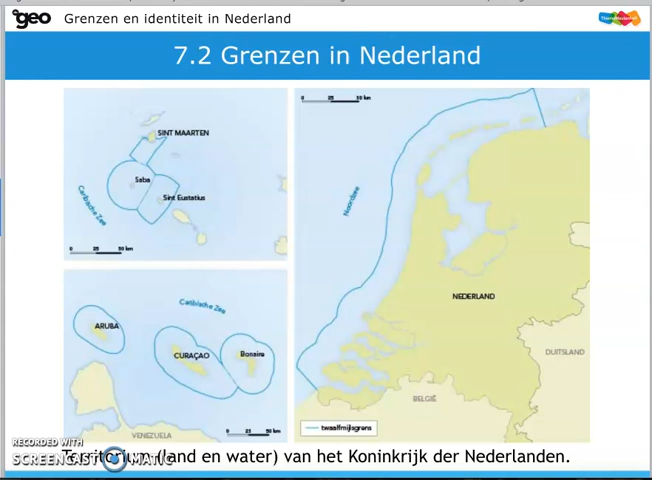 geo Grenzen en identiteit in Nederland
7.2 Grenzen in Nederland
SINT MAARTEN
Saba
Sint Eustatius
Caribische Zee
0 25 50 km
Caribische Zee
ARUBA
CURAÇAO
Bonaire
0 25 50 km
VENEZUELA
0 25 50 km
Noordzee
NEDERLAND
DUITSLAND
BELGIË
twaalfmijlsgrens
RECORDED WITH
SCREENCAST MATIC
Territorium (land en water) van het Koninkrijk der Nederlanden.